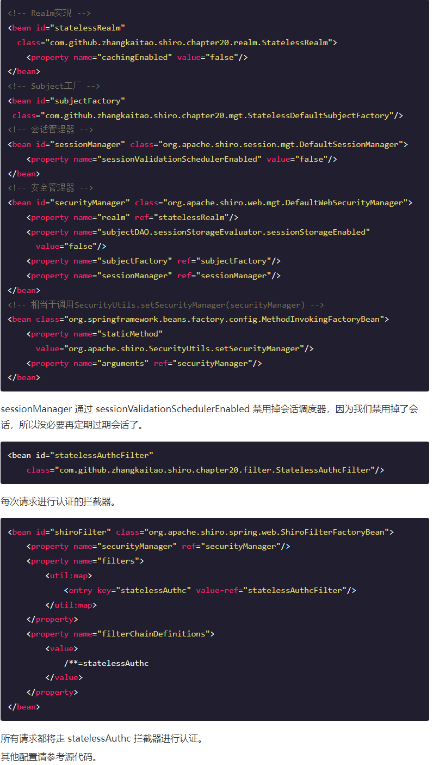 <!-- Realm实现 -->
<bean id="statelessRealm"
class="com.github.zhangkaitao.shiro.chapter20.realm.StatelessRealm">
<property name="cachingEnabled" value="false"/>
</bean>
<!-- Subject工厂 -->
<bean id="subjectFactory"
class="com.github.zhangkaitao.shiro.chapter20.mgt.StatelessDefaultSubjectFactory"/>
<!-- 会话管理器 -->
<bean id="sessionManager" class="org.apache.shiro.session.mgt.DefaultSessionManager">
<property name="sessionValidationSchedulerEnabled" value="false"/>
</bean>
<!-- 安全管理器 -->
<bean id="securityManager" class="org.apache.shiro.web.mgt.DefaultWebSecurityManager">
<property name="realm" ref="statelessRealm"/>
<property name="subjectDAO.sessionStorageEvaluator.sessionStorageEnabled"
value="false"/>
<property name="subjectFactory" ref="subjectFactory"/>
<property name="sessionManager" ref="sessionManager"/>
</bean>
<!-- 相当于调用SecurityUtils.setSecurityManager(securityManager) -->
<bean class="org.springframework.beans.factory.config.MethodInvokingFactoryBean">
<property name="staticMethod"
value="org.apache.shiro.SecurityUtils.setSecurityManager"/>
<property name="arguments" ref="securityManager"/>
</bean>
sessionManager 通过 sessionValidationSchedulerEnabled 禁用掉会话调度器，因为我们禁用掉了会
话，所以没必要再定期过期会话了。
<bean id="statelessAuthcFilter"
class="com.github.zhangkaitao.shiro.chapter20.filter.StatelessAuthcFilter"/>
每次请求进行认证的拦截器。
<bean id="shiroFilter" class="org.apache.shiro.spring.web.ShiroFilterFactoryBean">
<property name="securityManager" ref="securityManager"/>
<property name="filters">
<util:map>
<entry key="statelessAuthc" value-ref="statelessAuthcFilter"/>
</util:map>
</property>
<property name="filterChainDefinitions">
<value>
/**=statelessAuthc
</value>
</property>
</bean>
所有请求都将走 statelessAuthc 拦截器进行认证。
其他配置请参考源代码。